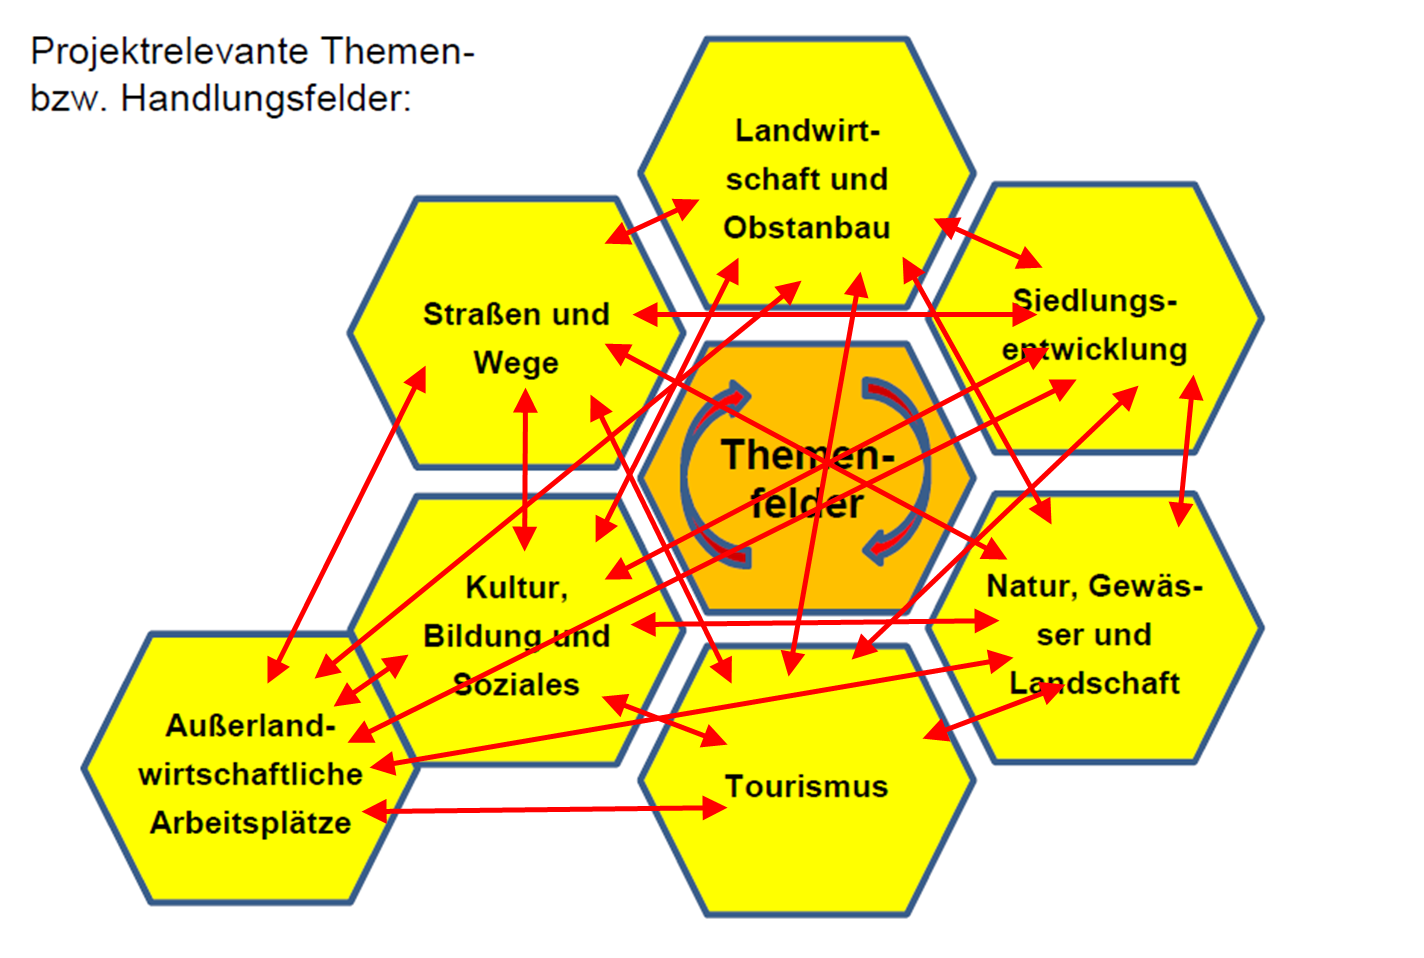 Projektrelevante Themen-
bzw. Handlungsfelder:
Landwirt-
schaft und
Obstanbau
Straßen und
Wege
Siedlungs-
entwicklung
Themen-
felder
Kultur,
Bildung und
Soziales
Natur, Gewäs-
ser und
Landschaft
Außerland-
wirtschaftliche
Arbeitsplätze
Tourismus